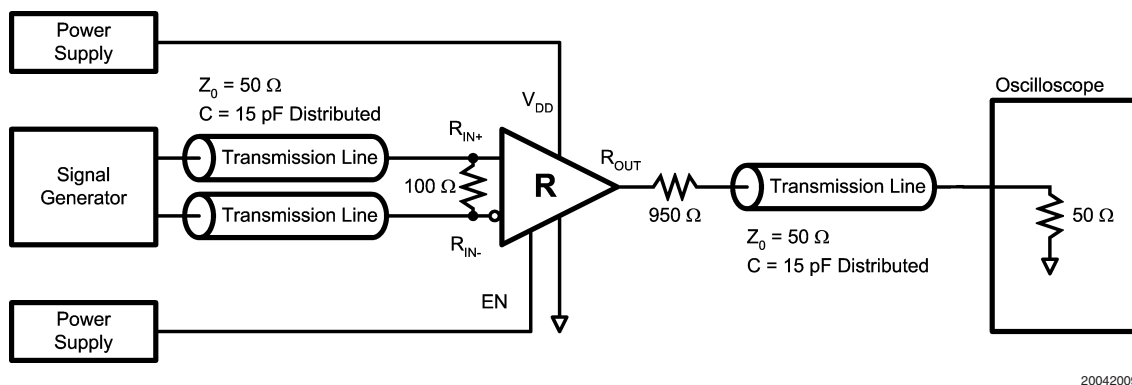 Power
Supply
Z0 = 50 Ω
C = 15 pF Distributed
VDD
Oscilloscope
Signal
Generator
Transmission Line
Transmission Line
RIN+
100 Ω
RIN-
R
ROUT
950 Ω
Transmission Line
Z0 = 50 Ω
C = 15 pF Distributed
50 Ω
EN
Power
Supply